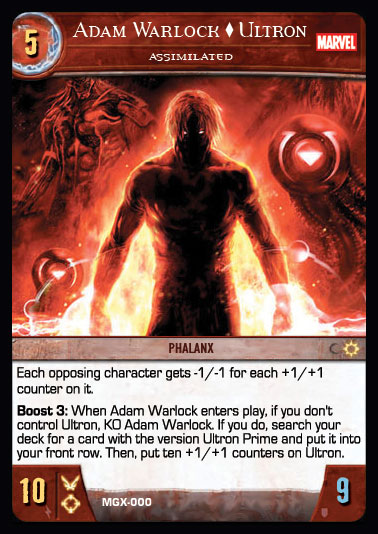 5
Adam Warlock ♦ Ultron
MARVEL
ASSIMILATED
PHALANX
C
Each opposing character gets -1/-1 for each +1/+1
counter on it.
Boost 3: When Adam Warlock enters play, if you don't
control Ultron, KO Adam Warlock. If you do, search your
deck for a card with the version Ultron Prime and put it into
your front row. Then, put ten +1/+1 counters on Ultron.
10
MGX-000
9